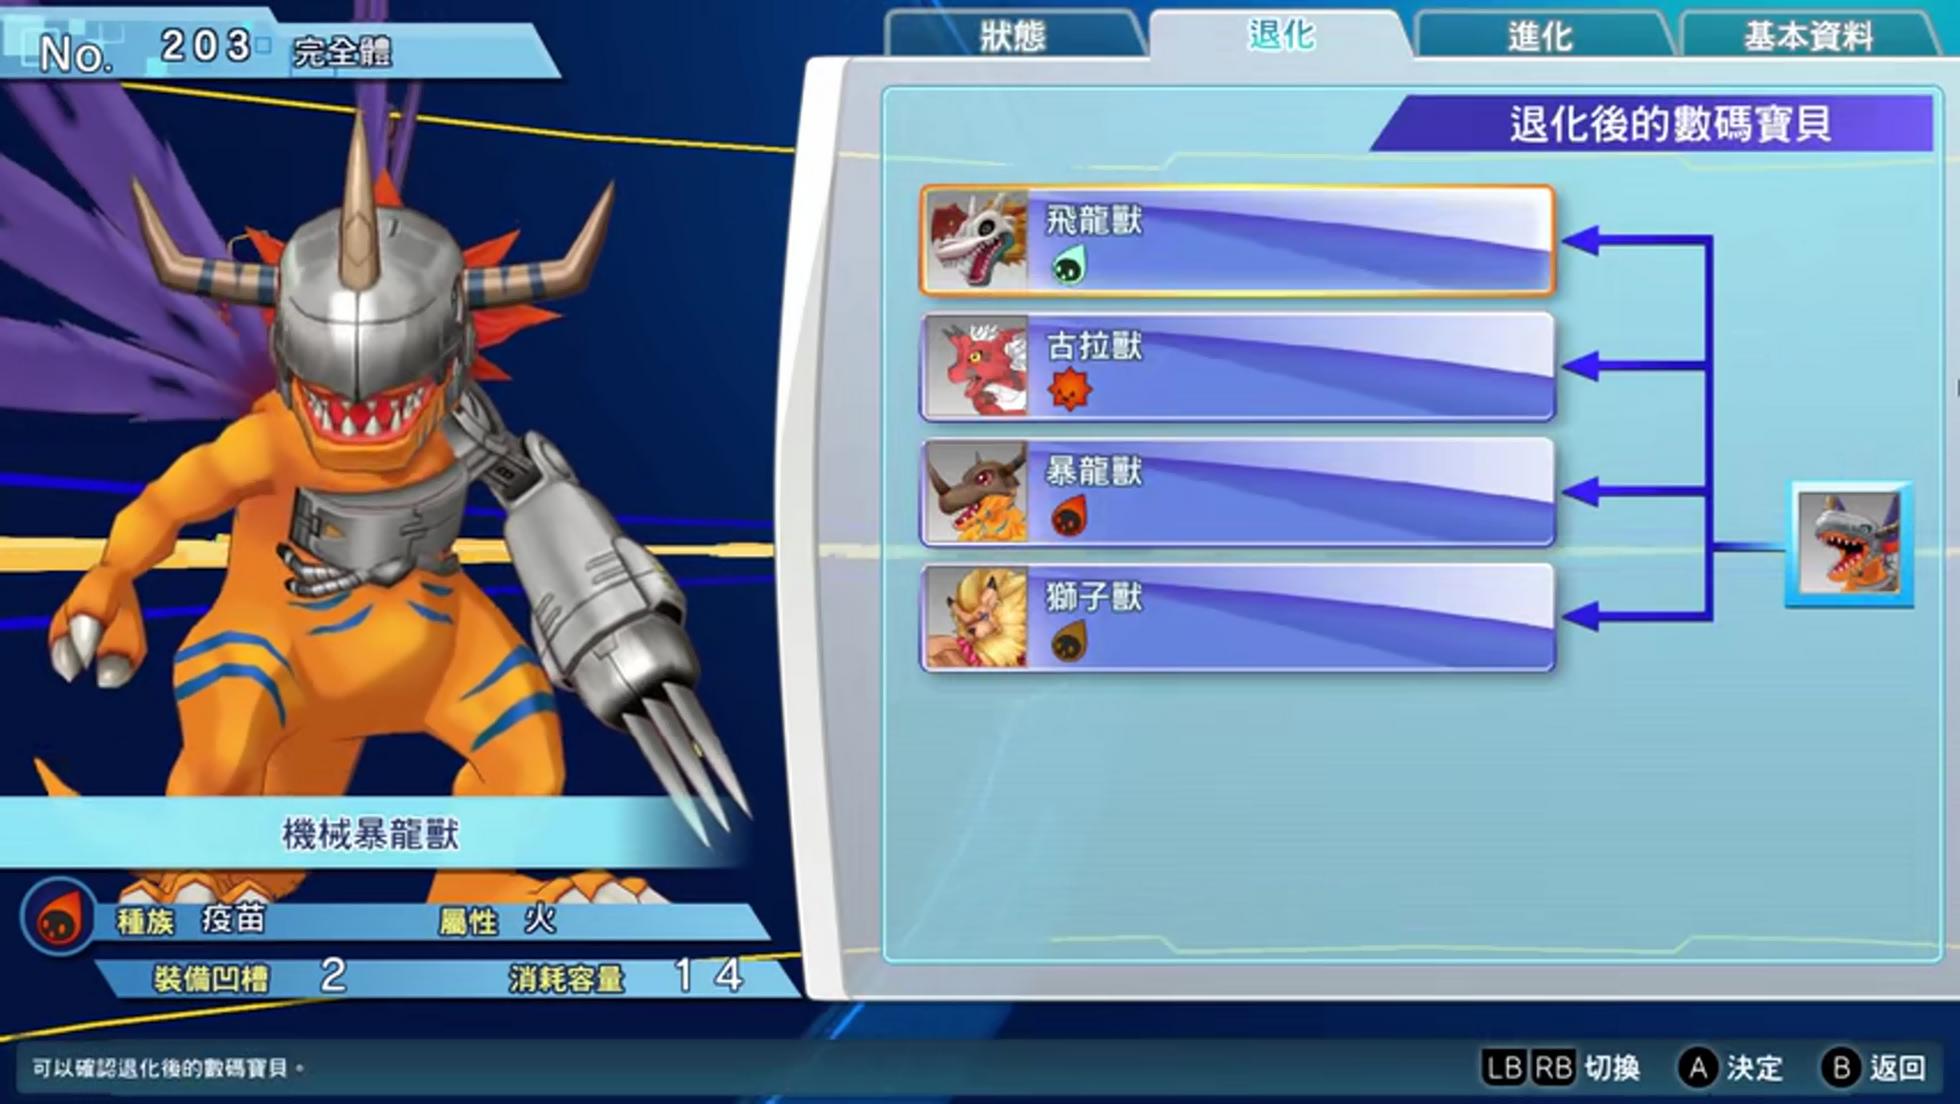 No. 203 完全體
狀態 退化 進化 基本資料
退化後的數碼寶貝
飛龍獸
古拉獸
暴龍獸
獅子獸
機械暴龍獸
種族 疫苗 屬性 火
裝備凹槽 2 消耗容量 14
可以確認退化後的數碼寶貝。
LB RB 切換 A 決定 B 返回